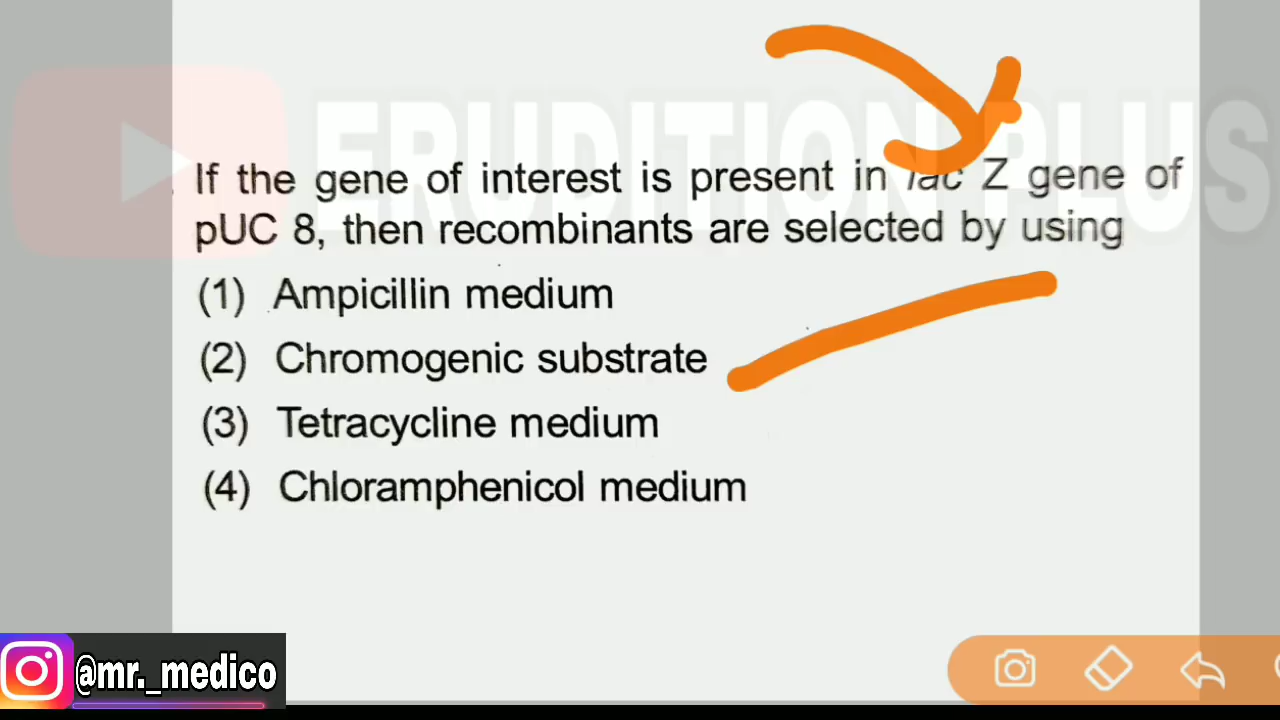 ERUDITION PLUS
If the gene of interest is present in lac Z gene of
pUC 8, then recombinants are selected by using
(1) Ampicillin medium
(2) Chromogenic substrate
(3) Tetracycline medium
(4) Chloramphenicol medium
@mr._medico